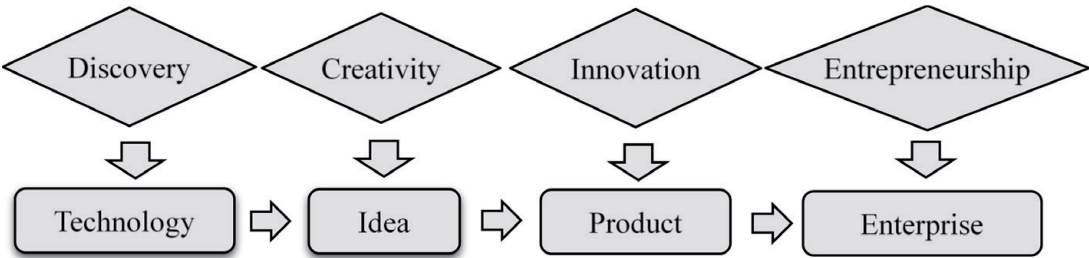 Discovery
Creativity
Innovation
Entrepreneurship
Technology
Idea
Product
Enterprise